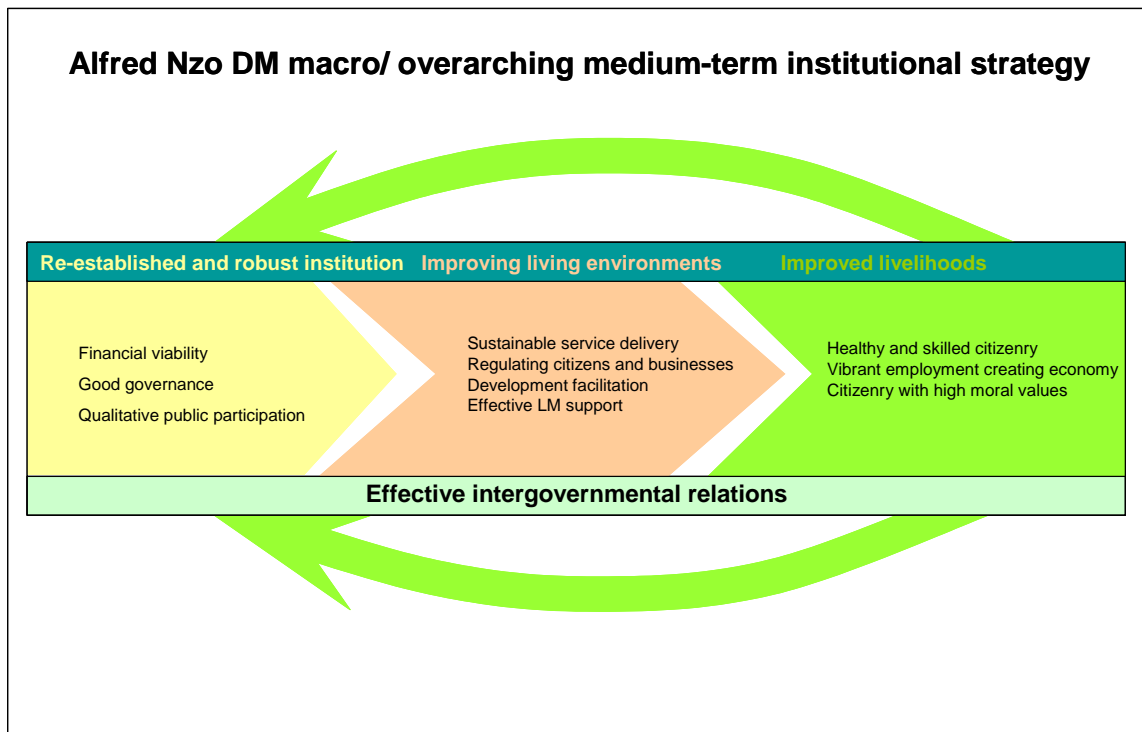 Alfred Nzo DM macro/ overarching medium-term institutional strategy
Re-established and robust institution
Improving living environments
Improved livelihoods
Financial viability
Good governance
Qualitative public participation
Sustainable service delivery
Regulating citizens and businesses
Development facilitation
Effective LM support
Healthy and skilled citizenry
Vibrant employment creating economy
Citizenry with high moral values
Effective intergovernmental relations